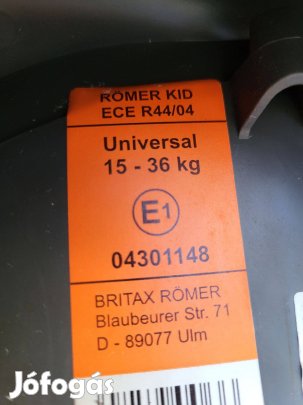 RÖMER KID
ECE R44/04
Universal
15 - 36 kg
E1
04301148
BRITAX RÖMER
Blaubeurer Str. 71
D - 89077 Ulm
Jófogás